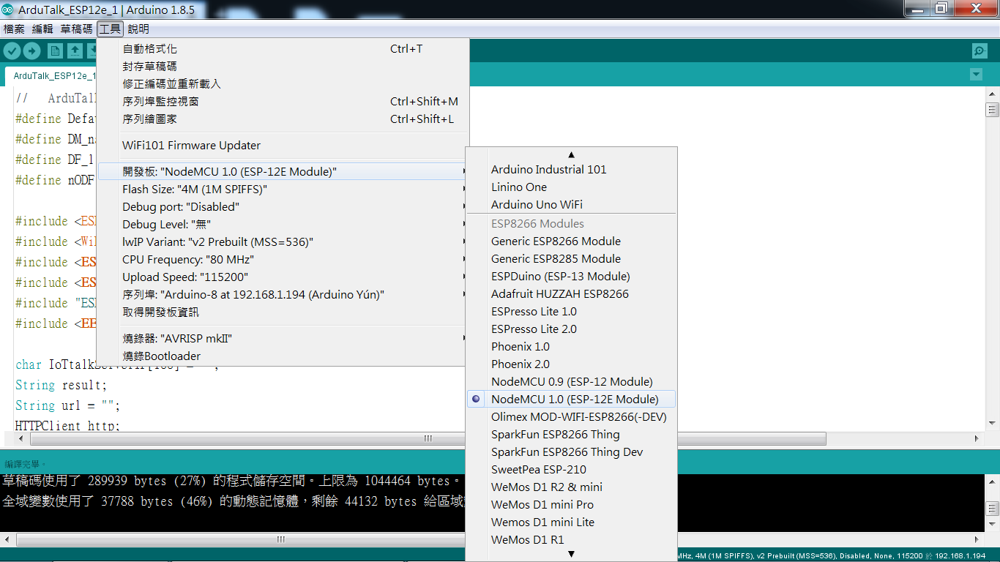 ArduTalk_ESP12e_1 | Arduino 1.8.5
檔案 編輯 草稿碼 工具 說明
ArduTalk_ESP12e_1
自動格式化 Ctrl+T
封存草稿碼
修正編碼並重新載入
序列埠監控視窗 Ctrl+Shift+M
序列繪圖家 Ctrl+Shift+L
WiFi101 Firmware Updater
開發板: "NodeMCU 1.0 (ESP-12E Module)"
Flash Size: "4M (1M SPIFFS)"
Debug port: "Disabled"
Debug Level: "無"
lwIP Variant: "v2 Prebuilt (MSS=536)"
CPU Frequency: "80 MHz"
Upload Speed: "115200"
序列埠: "Arduino-8 at 192.168.1.194 (Arduino Yún)"
取得開發板資訊
燒錄器: "AVRISP mkII"
燒錄Bootloader
Arduino Industrial 101
Linino One
Arduino Uno WiFi
ESP8266 Modules
Generic ESP8266 Module
Generic ESP8285 Module
ESPDuino (ESP-13 Module)
Adafruit HUZZAH ESP8266
ESPresso Lite 1.0
ESPresso Lite 2.0
Phoenix 1.0
Phoenix 2.0
NodeMCU 0.9 (ESP-12 Module)
NodeMCU 1.0 (ESP-12E Module)
Olimex MOD-WIFI-ESP8266(-DEV)
SparkFun ESP8266 Thing
SparkFun ESP8266 Thing Dev
SweetPea ESP-210
WeMos D1 R2 & mini
WeMos D1 mini Pro
Wemos D1 mini Lite
WeMos D1 R1
// ArduTal
#define Defa
#define DM_n
#define DF_l
#define nODF
#include <ES
#include <Wi
#include <ES
#include <ES
#include "ES
#include <EE
char
String result;
String url = "";
HTTPClient http;
編譯完畢。
草稿碼使用了 289939 bytes (27%) 的程式儲存空間。上限為 1044464 bytes。
全域變數使用了 37788 bytes (46%) 的動態記憶體，剩餘 44132 bytes 給區域
MHz, 4M (1M SPIFFS), v2 Prebuilt (MSS=536), Disabled, None, 115200 於 192.168.1.194